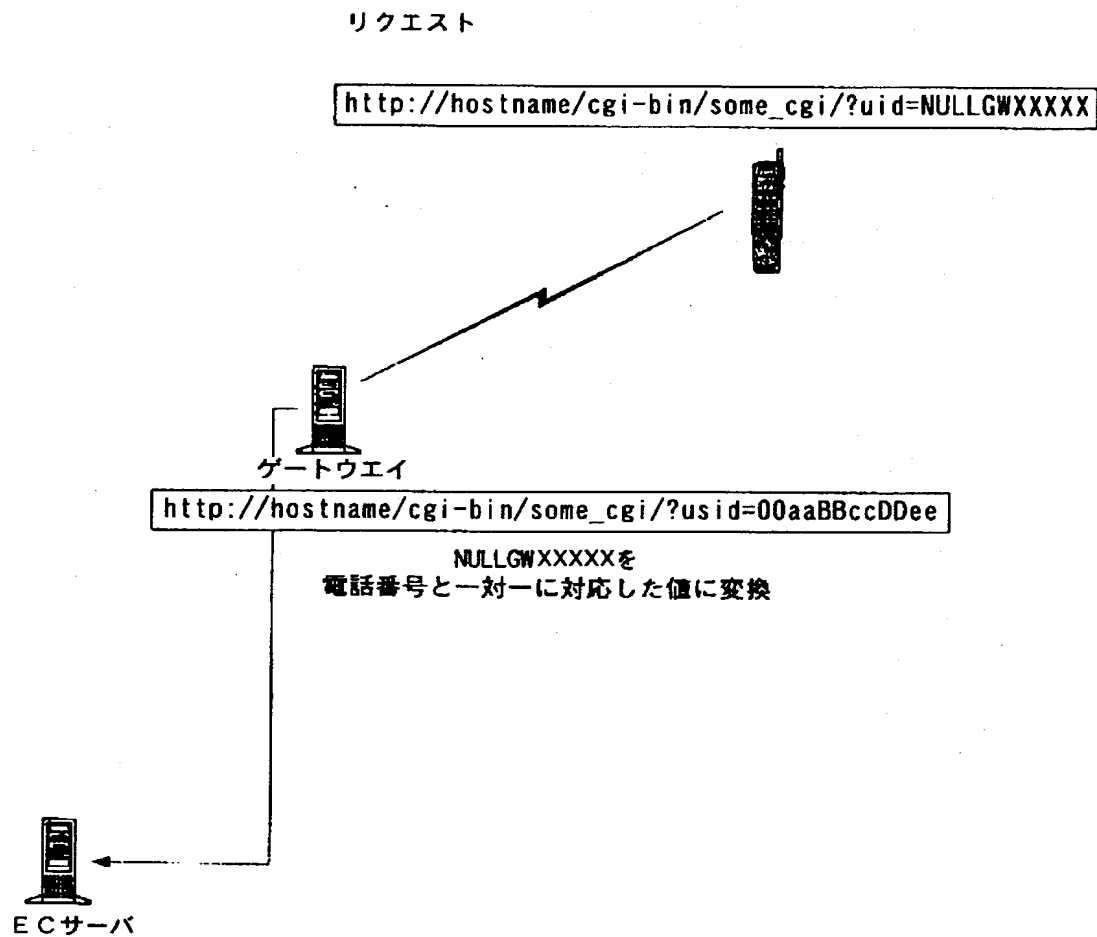 リクエスト
http://hostname/cgi-bin/some_cgi/?uid=NULLGWXXXXX
ゲートウエイ
http://hostname/cgi-bin/some_cgi/?usid=00aaBBccDDee
NULLGWXXXXXを
電話番号と一対一に対応した値に変換
ECサーバ